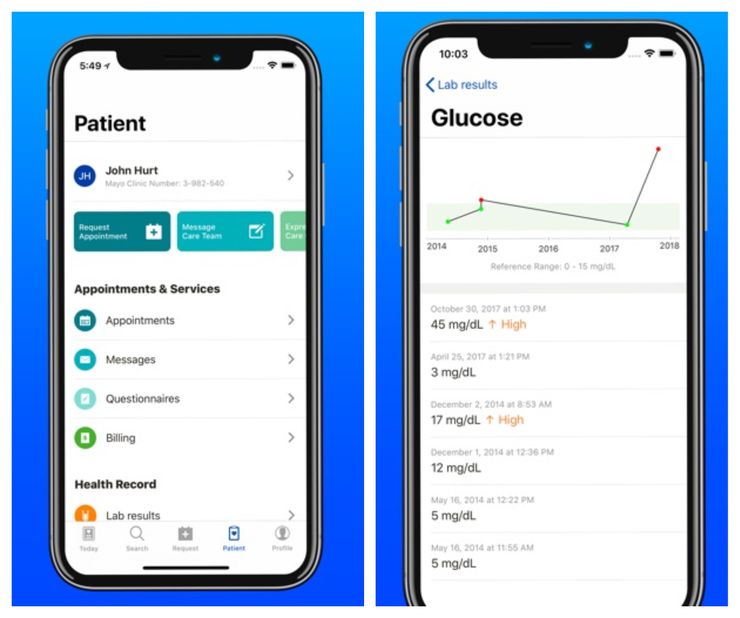 5:49
Patient
JH
John Hurt
Mayo Clinic Number: 3-982-540
Request
Appointment
Message
Care Team
Expre
Care
Appointments & Services
Appointments
Messages
Questionnaires
Billing
Health Record
Lab results
Today
Search
Request
Patient
Profile
10:03
Lab results
Glucose
2014
2015
2016
2017
2018
Reference Range: 0 - 15 mg/dL
October 30, 2017 at 1:03 PM
45 mg/dL ↑ High
April 25, 2017 at 1:21 PM
3 mg/dL
December 2, 2014 at 8:53 AM
17 mg/dL ↑ High
December 1, 2014 at 12:36 PM
12 mg/dL
May 16, 2014 at 12:22 PM
5 mg/dL
May 16, 2014 at 11:55 AM
5 mg/dL